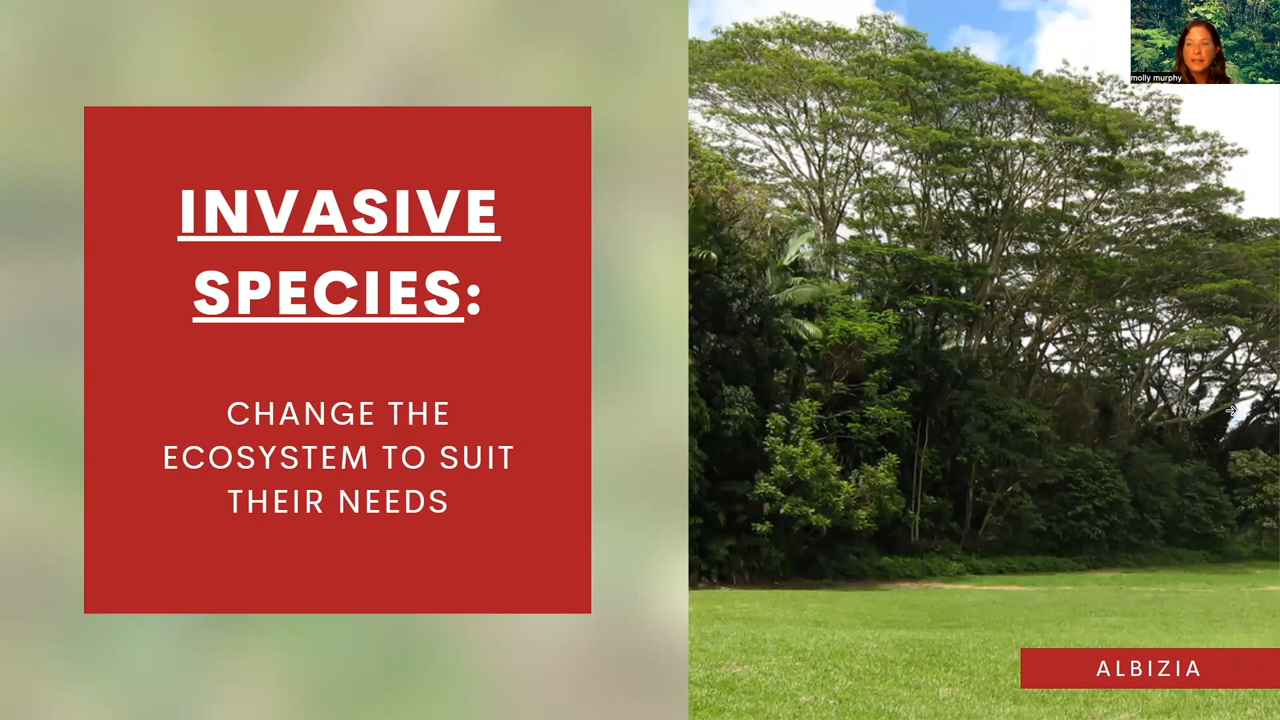 INVASIVE
SPECIES:
CHANGE THE
ECOSYSTEM TO SUIT
THEIR NEEDS
molly murphy
ALBIZIA